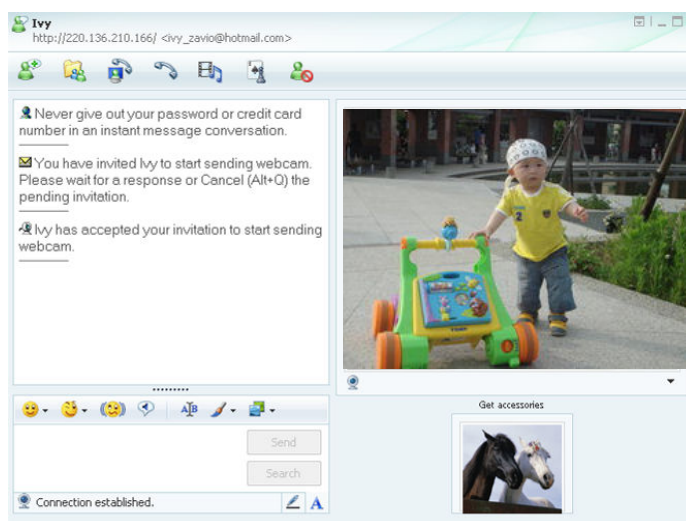 Ivy
http://220.136.210.166/ <ivy_zavio@hotmail.com>
Never give out your password or credit card
number in an instant message conversation.
You have invited Ivy to start sending webcam.
Please wait for a response or Cancel (Alt+Q) the
pending invitation.
Ivy has accepted your invitation to start sending
webcam.
2
Get accessories
AB
Send
Search
Connection established.
A